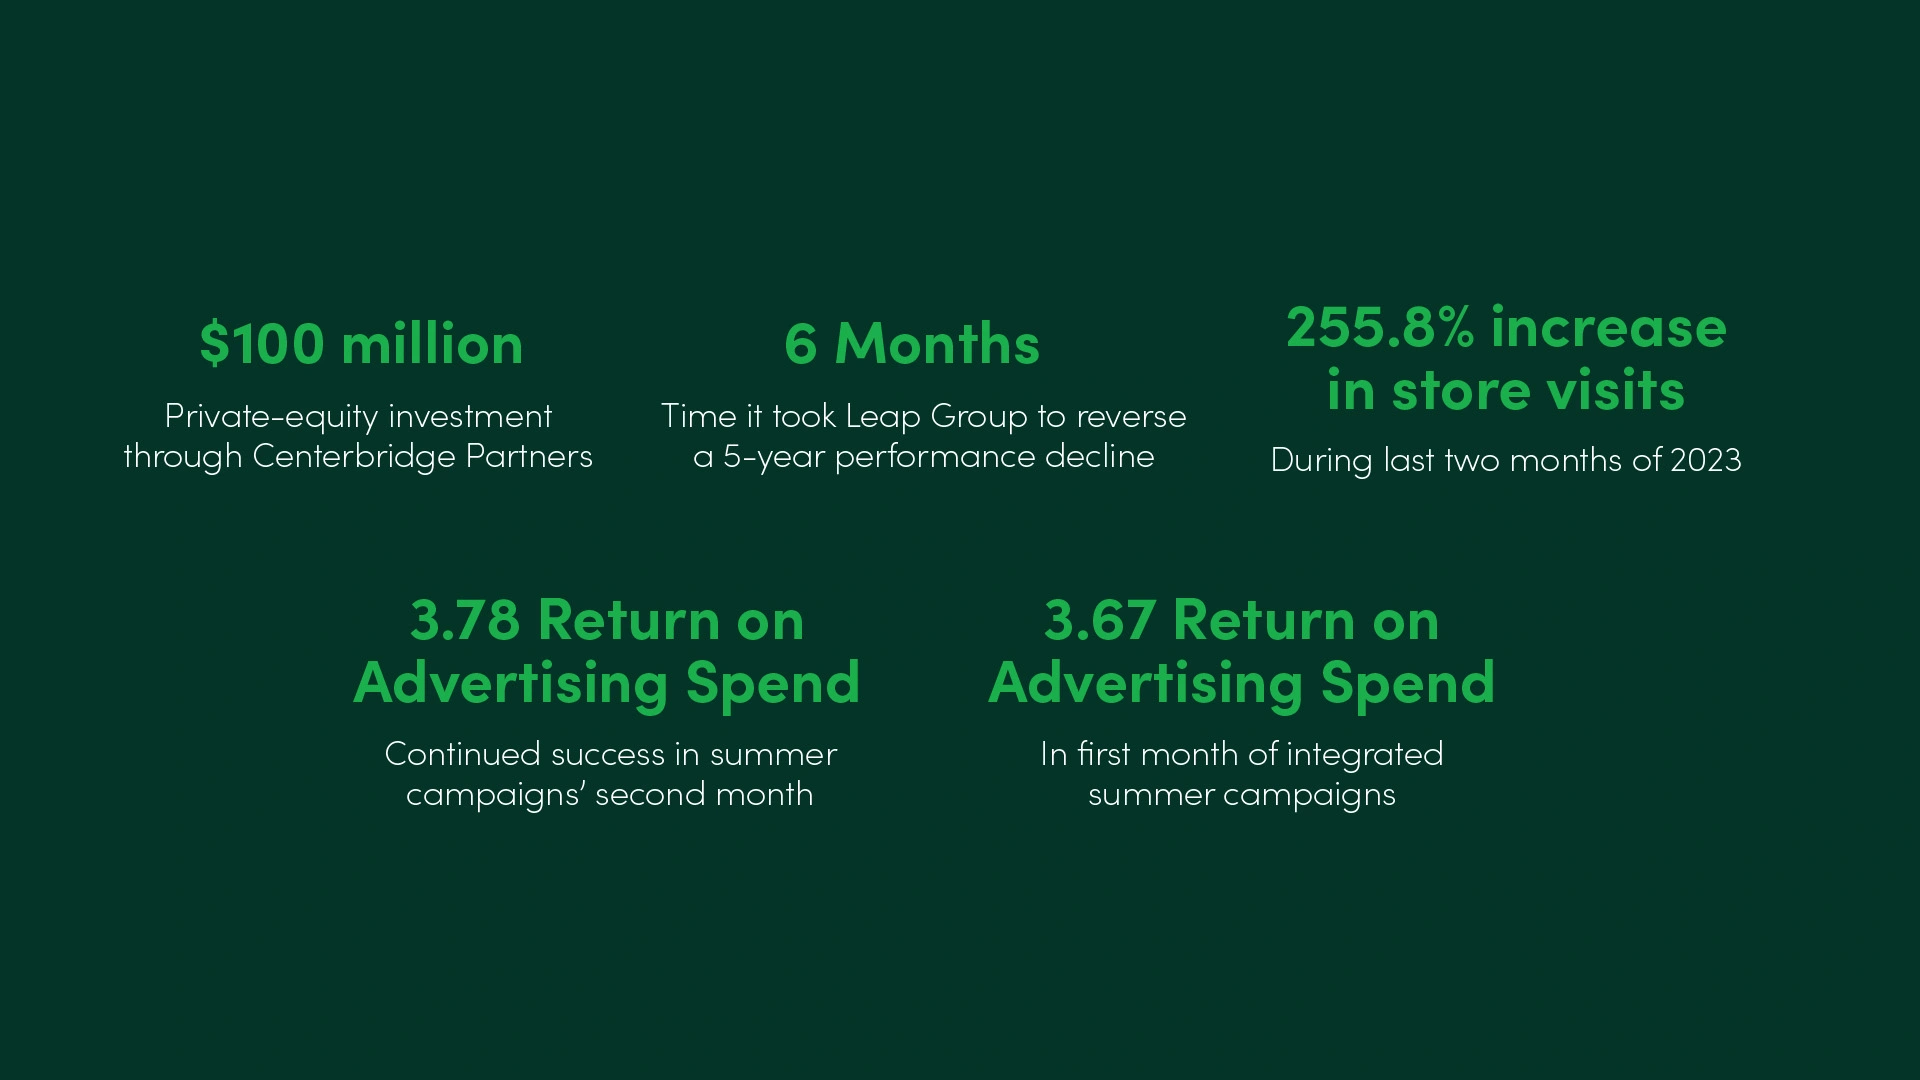 $100 million
Private-equity investment
through Centerbridge Partners
6 Months
Time it took Leap Group to reverse
a 5-year performance decline
255.8% increase
in store visits
During last two months of 2023
3.78 Return on
Advertising Spend
Continued success in summer
campaigns’ second month
3.67 Return on
Advertising Spend
In first month of integrated
summer campaigns